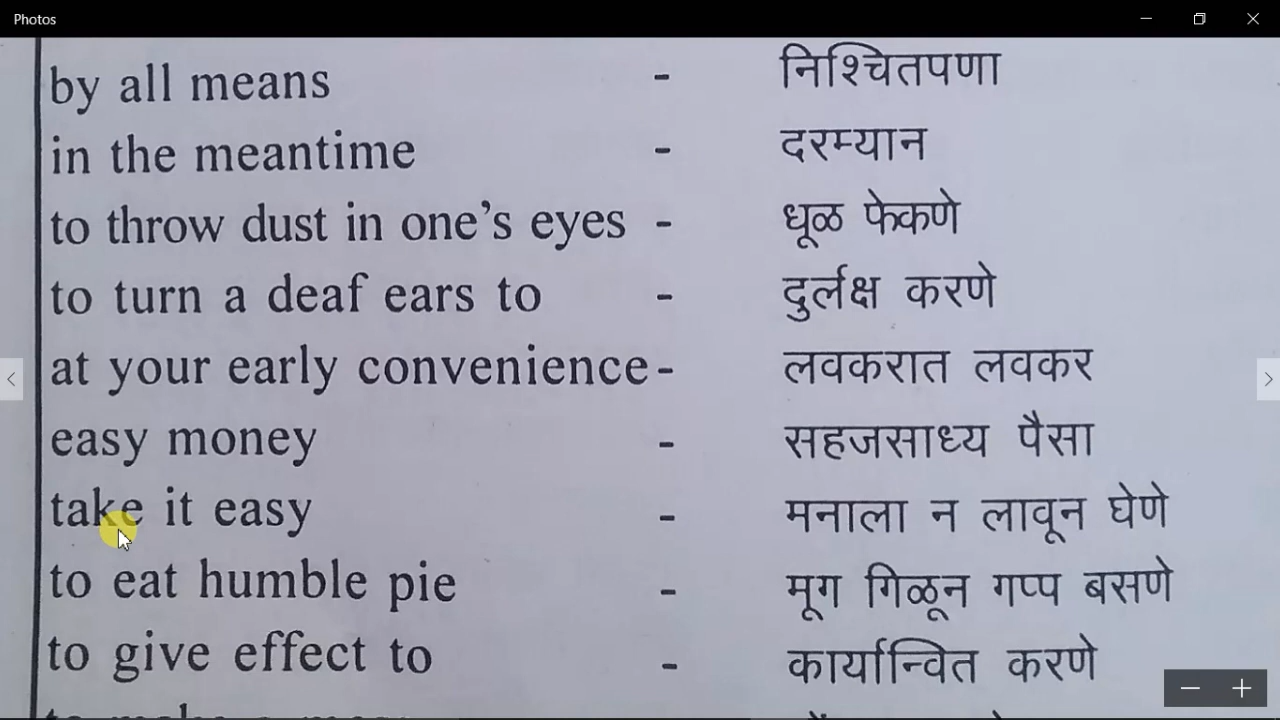 Photos
by all means - निश्चितपणा
in the meantime - दरम्यान
to throw dust in one's eyes - धूळ फेकणे
to turn a deaf ears to - दुर्लक्ष करणे
at your early convenience - लवकरात लवकर
easy money - सहजसाध्य पैसा
take it easy - मनाला न लावून घेणे
to eat humble pie - मूग गिळून गप्प बसणे
to give effect to - कार्यान्वित करणे